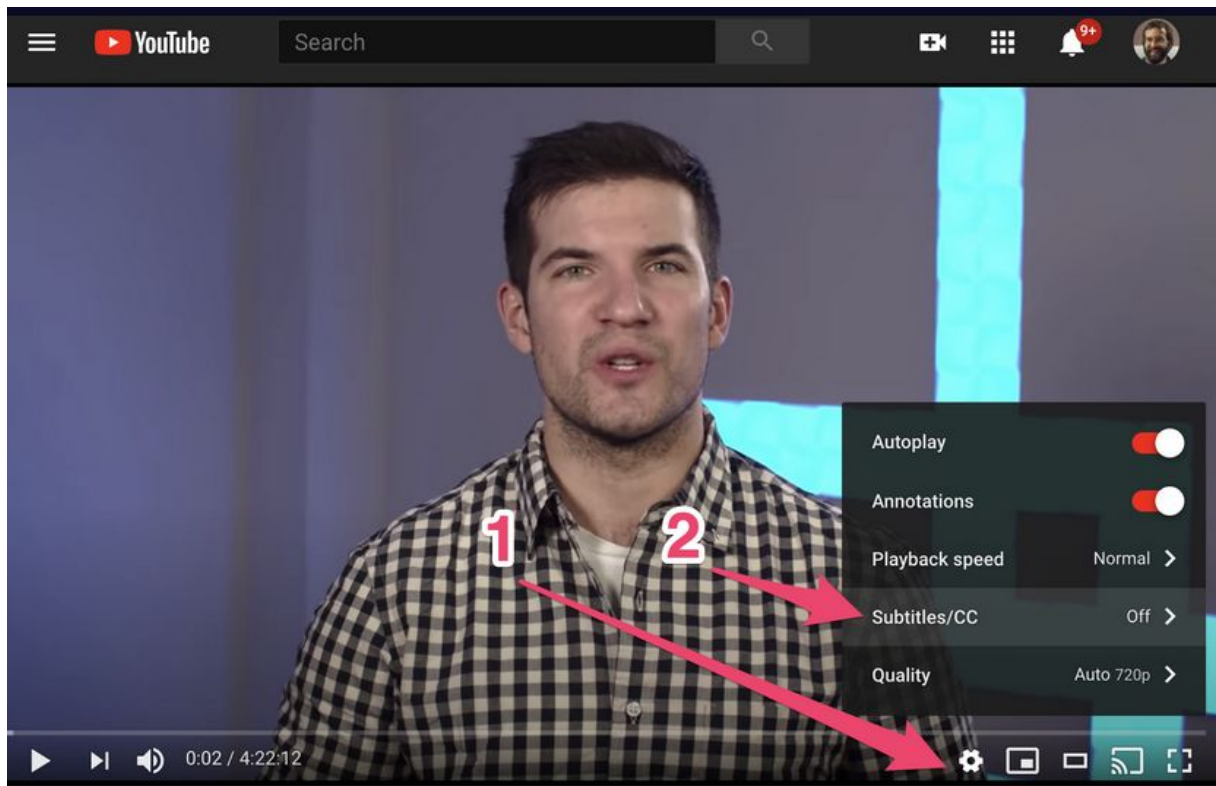 YouTube Search 9+
Autoplay
Annotations
1 2
Playback speed Normal
Subtitles/CC Off
Quality Auto 720p
0:02 / 4:22:12